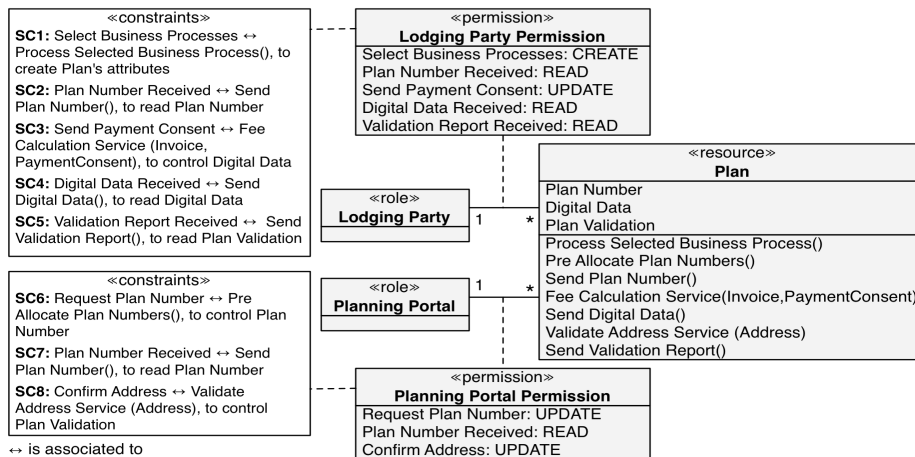 «constraints»
SC1: Select Business Processes ↔
Process Selected Business Process(), to
create Plan's attributes
SC2: Plan Number Received ↔ Send
Plan Number(), to read Plan Number
SC3: Send Payment Consent ↔ Fee
Calculation Service (Invoice,
PaymentConsent), to control Digital Data
SC4: Digital Data Received ↔ Send
Digital Data(), to read Digital Data
SC5: Validation Report Received ↔ Send
Validation Report(), to read Plan Validation
«permission»
Lodging Party Permission
Select Business Processes: CREATE
Plan Number Received: READ
Send Payment Consent: UPDATE
Digital Data Received: READ
Validation Report Received: READ
«role»
Lodging Party
1
*
«resource»
Plan
Plan Number
Digital Data
Plan Validation
Process Selected Business Process()
Pre Allocate Plan Numbers()
Send Plan Number()
Fee Calculation Service(Invoice,PaymentConsent)
Send Digital Data()
Validate Address Service (Address)
Send Validation Report()
«role»
Planning Portal
1
*
«constraints»
SC6: Request Plan Number ↔ Pre
Allocate Plan Numbers(), to control Plan
Number
SC7: Plan Number Received ↔ Send
Plan Number(), to read Plan Number
SC8: Confirm Address ↔ Validate
Address Service (Address), to control
Plan Validation
«permission»
Planning Portal Permission
Request Plan Number: UPDATE
Plan Number Received: READ
Confirm Address: UPDATE
↔ is associated to